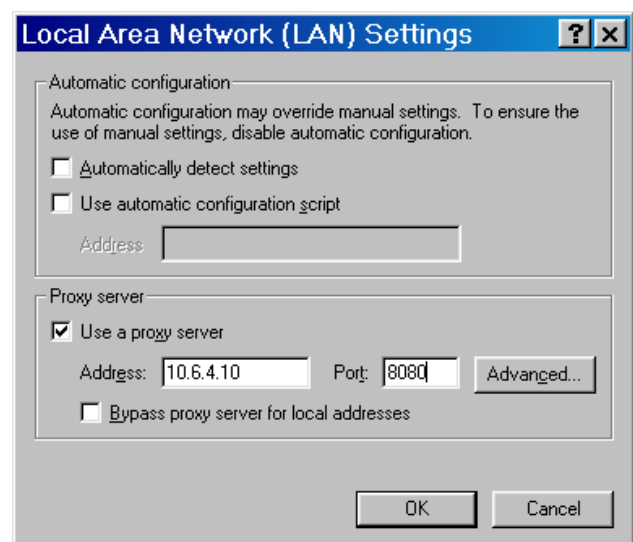 Local Area Network (LAN) Settings
Automatic configuration
Automatic configuration may override manual settings. To ensure the
use of manual settings, disable automatic configuration.
Automatically detect settings
Use automatic configuration script
Address
Proxy server
Use a proxy server
Address: 10.6.4.10 Port: 8080 Advanced...
Bypass proxy server for local addresses
OK Cancel